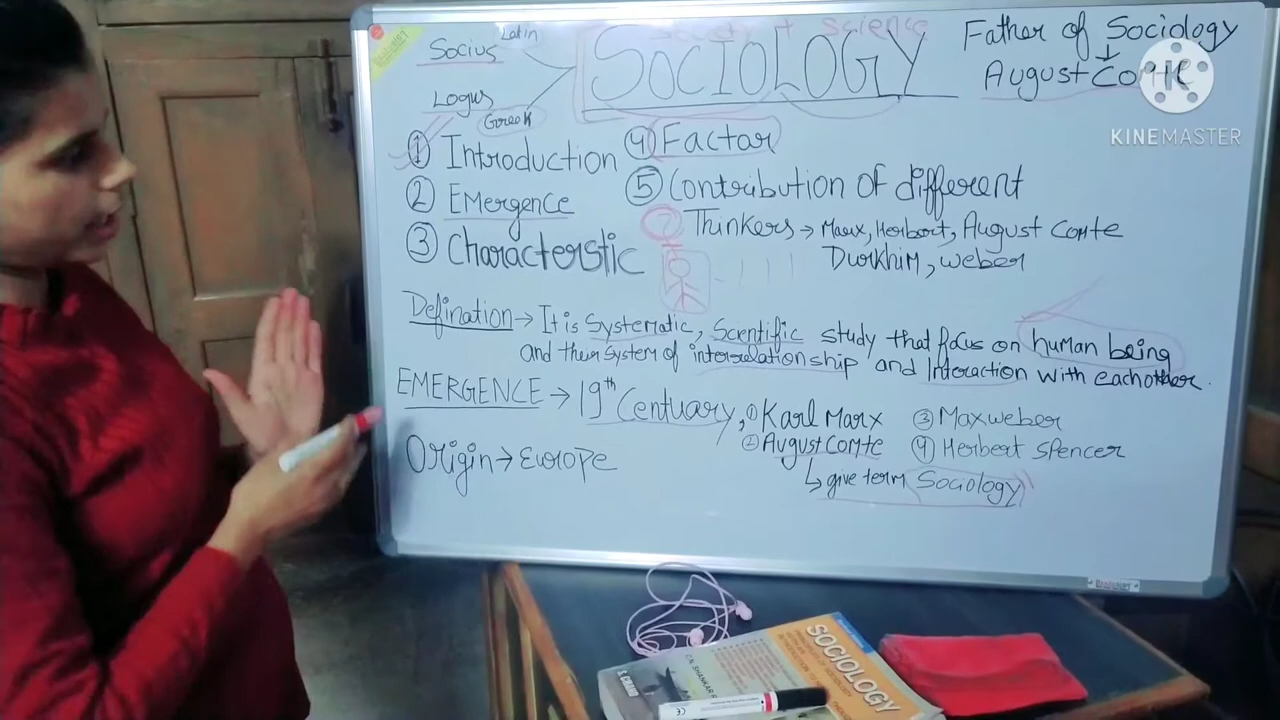 Socius
Latin
society + science
SOCIOLOGY
Father of Sociology
August Comte
KINEMASTER
Logus
Greek
① Introduction
② Emergence
③ Characterstic
④ Factor
⑤ Contribution of different
Thinkers → Marx, Herbert, August Comte
Durkhim, weber
Defination → It is Systematic, Scientific study that focus on human being
and their system of interrelationship and Interaction with eachother.
EMERGENCE → 19th Centuary, ① Karl Marx ③ Maxweber
② August Comte ④ Herbert Spencer
↳ give term Sociology
Origin → Europe
SOCIOLOGY
C.N. SHANKAR